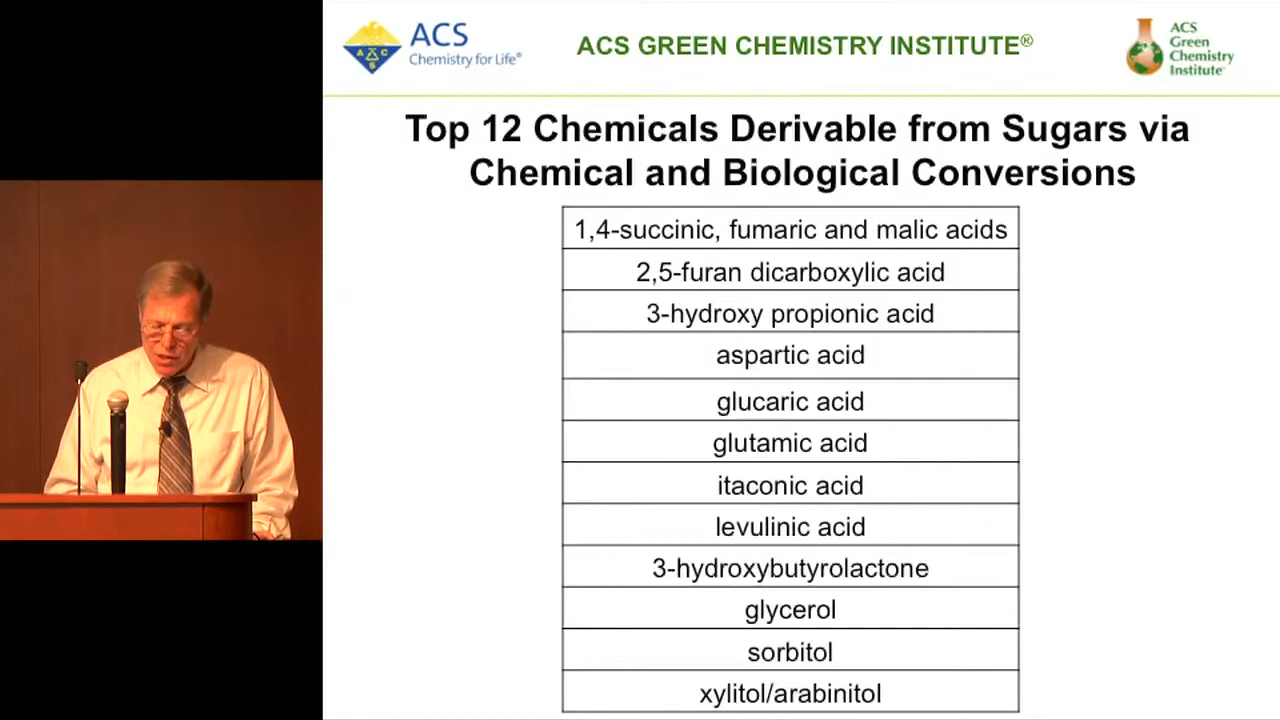 ACS
Chemistry for Life®
A C S
ACS GREEN CHEMISTRY INSTITUTE®
ACS
Green
Chemistry
Institute
Top 12 Chemicals Derivable from Sugars via
Chemical and Biological Conversions
1,4-succinic, fumaric and malic acids
2,5-furan dicarboxylic acid
3-hydroxy propionic acid
aspartic acid
glucaric acid
glutamic acid
itaconic acid
levulinic acid
3-hydroxybutyrolactone
glycerol
sorbitol
xylitol/arabinitol